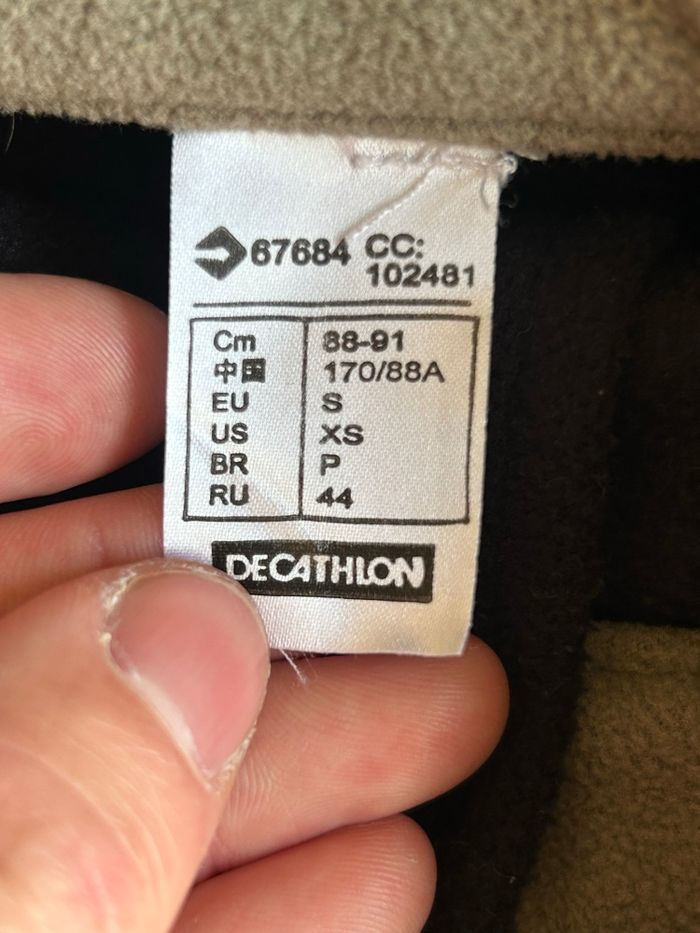 67684 CC:
102481
Cm 88-91
中国 170/88A
EU S
US XS
BR P
RU 44
DECATHLON